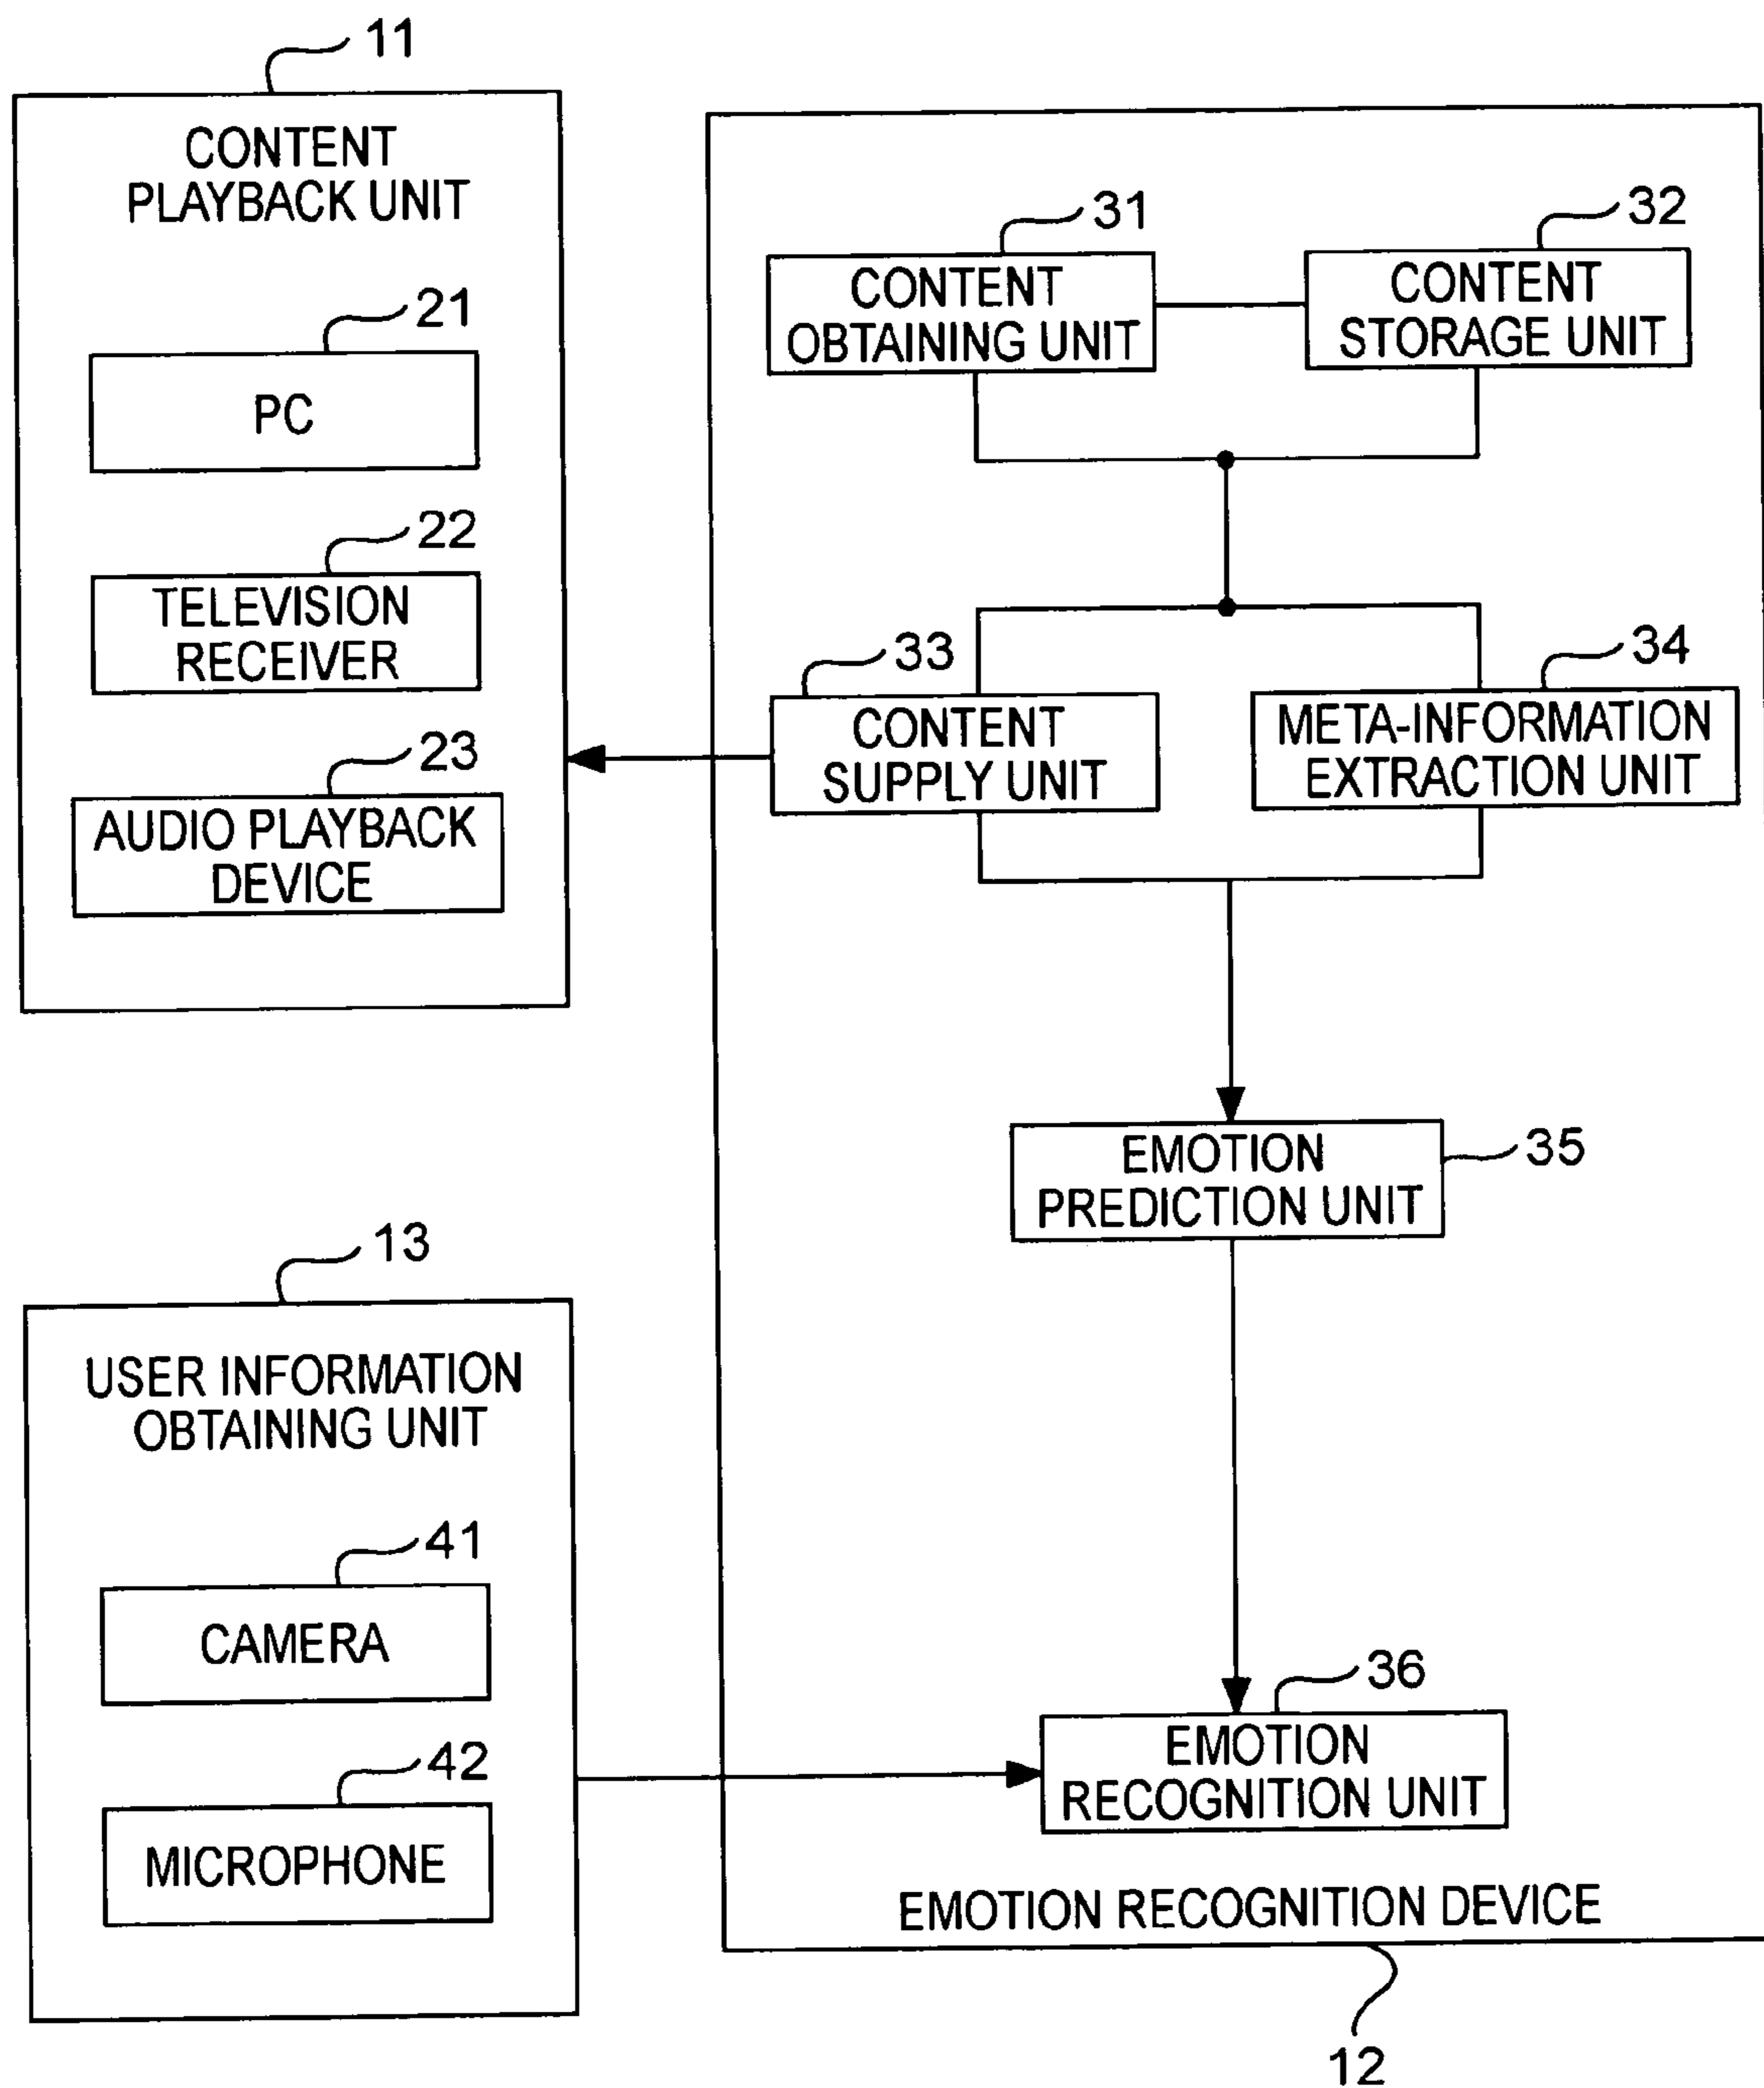 11
CONTENT
PLAYBACK UNIT
21
PC
22
TELEVISION
RECEIVER
23
AUDIO PLAYBACK
DEVICE
31
CONTENT
OBTAINING UNIT
32
CONTENT
STORAGE UNIT
33
CONTENT
SUPPLY UNIT
34
META-INFORMATION
EXTRACTION UNIT
EMOTION
PREDICTION UNIT
35
13
USER INFORMATION
OBTAINING UNIT
41
CAMERA
42
MICROPHONE
36
EMOTION
RECOGNITION UNIT
EMOTION RECOGNITION DEVICE
12